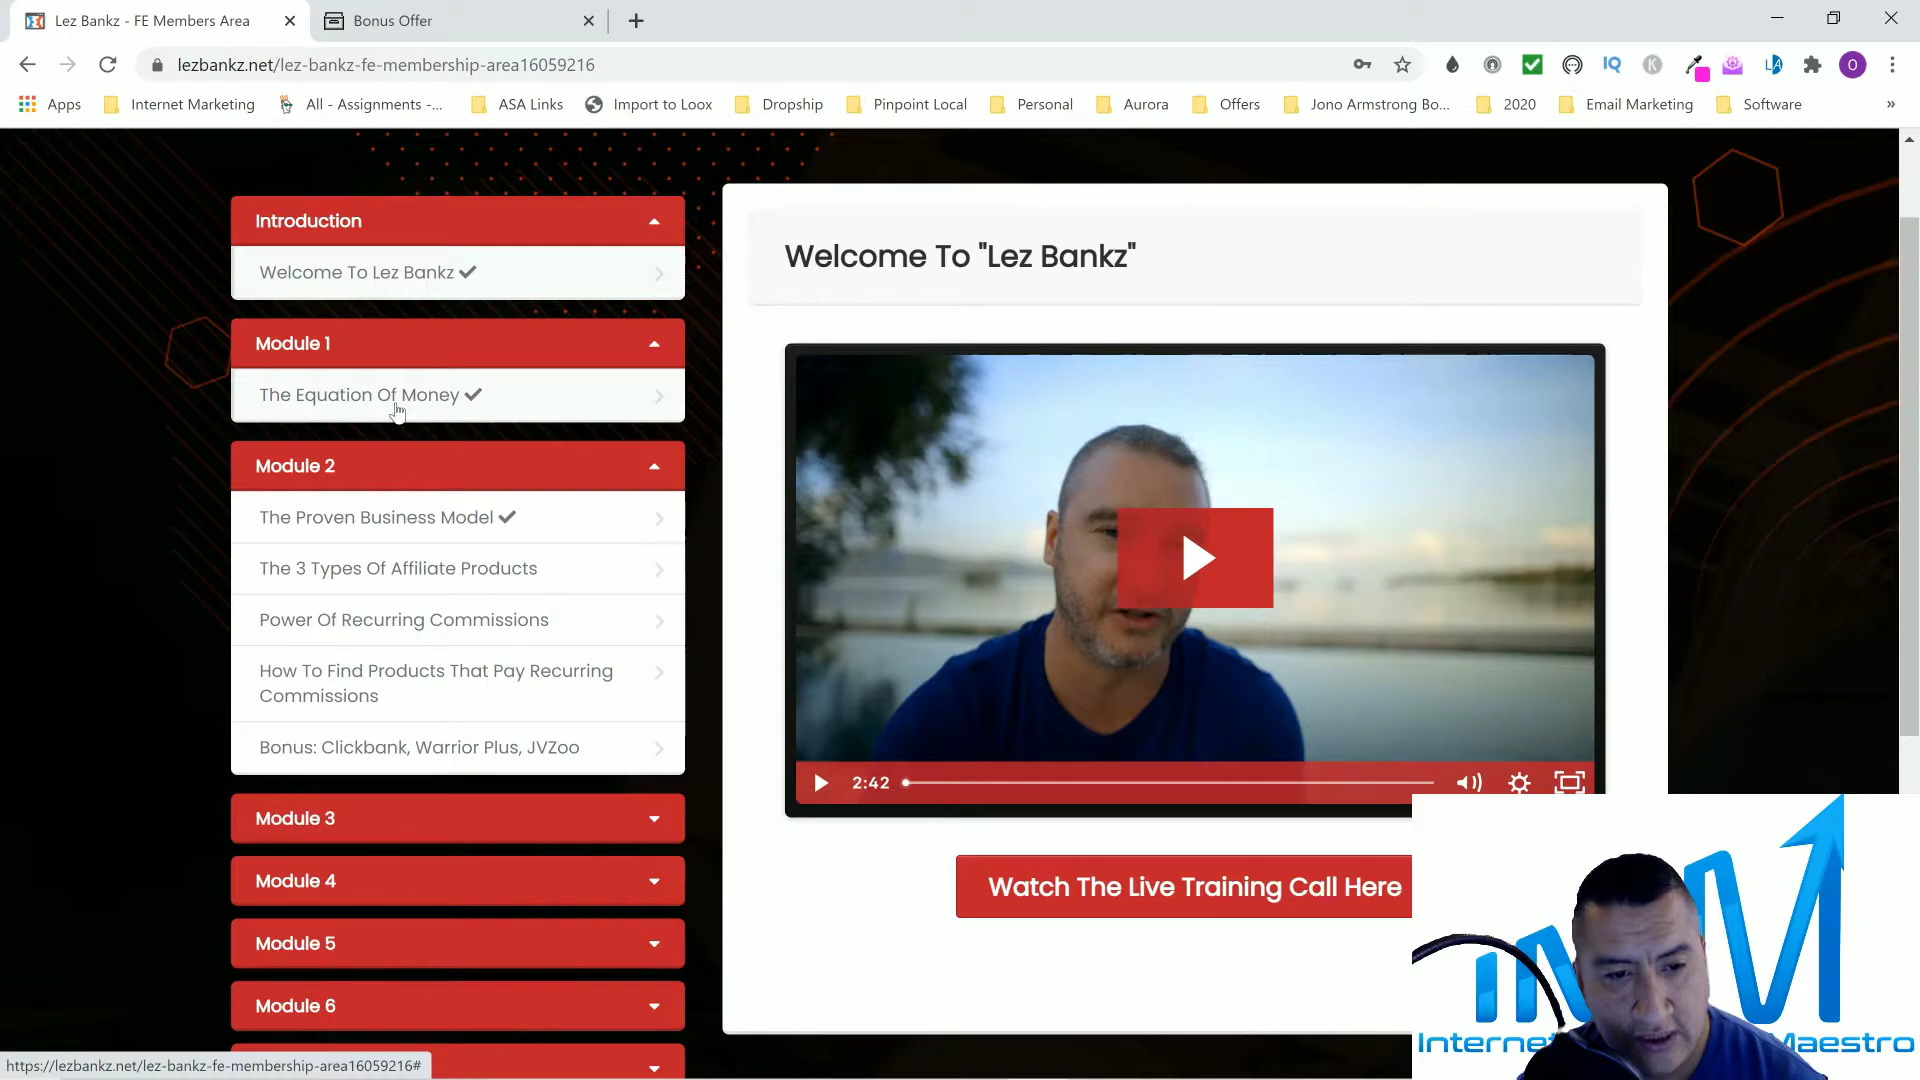 Lez Bankz - FE Members Area
Bonus Offer
lezbankz.net/lez-bankz-fe-membership-area16059216
IQ
K
LA
O
Apps
Internet Marketing
All - Assignments -...
ASA Links
Import to Loox
Dropship
Pinpoint Local
Personal
Aurora
Offers
Jono Armstrong Bo...
2020
Email Marketing
Software
»
Introduction
Welcome To Lez Bankz ✔
Module 1
The Equation Of Money ✔
Module 2
The Proven Business Model ✔
The 3 Types Of Affiliate Products
Power Of Recurring Commissions
How To Find Products That Pay Recurring
Commissions
Bonus: Clickbank, Warrior Plus, JVZoo
Module 3
Module 4
Module 5
Module 6
Welcome To "Lez Bankz"
2:42
Watch The Live Training Call Here
Interne
Maestro
https://lezbankz.net/lez-bankz-fe-membership-area16059216#